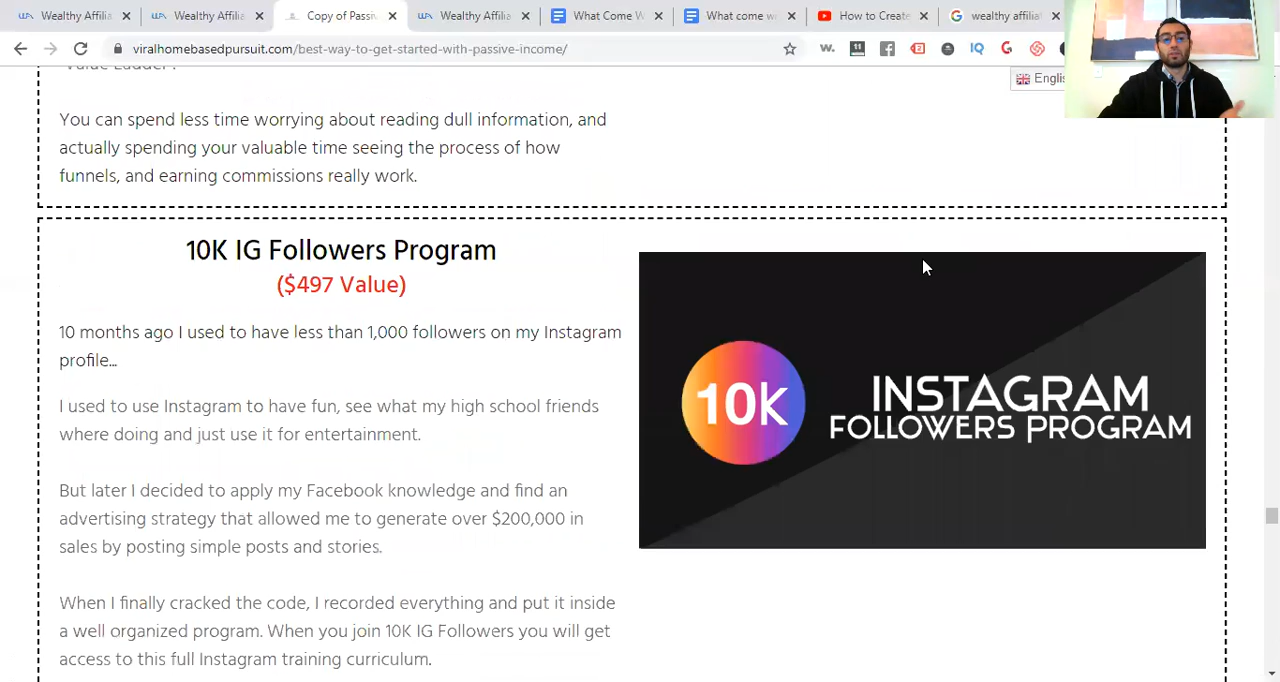 Wealthy Affilia
Wealthy Affilia
Copy of Passi
Wealthy Affilia
What Come W
What come w
How to Create
wealthy affiliat
viralhomebasedpursuit.com/best-way-to-get-started-with-passive-income/
w.
11
IQ
G
Englis
Value Ladder".
You can spend less time worrying about reading dull information, and
actually spending your valuable time seeing the process of how
funnels, and earning commissions really work.
10K IG Followers Program
($497 Value)
10 months ago I used to have less than 1,000 followers on my Instagram
profile...
I used to use Instagram to have fun, see what my high school friends
where doing and just use it for entertainment.
But later I decided to apply my Facebook knowledge and find an
advertising strategy that allowed me to generate over $200,000 in
sales by posting simple posts and stories.
When I finally cracked the code, I recorded everything and put it inside
a well organized program. When you join 10K IG Followers you will get
access to this full Instagram training curriculum.
10K
INSTAGRAM
FOLLOWERS PROGRAM